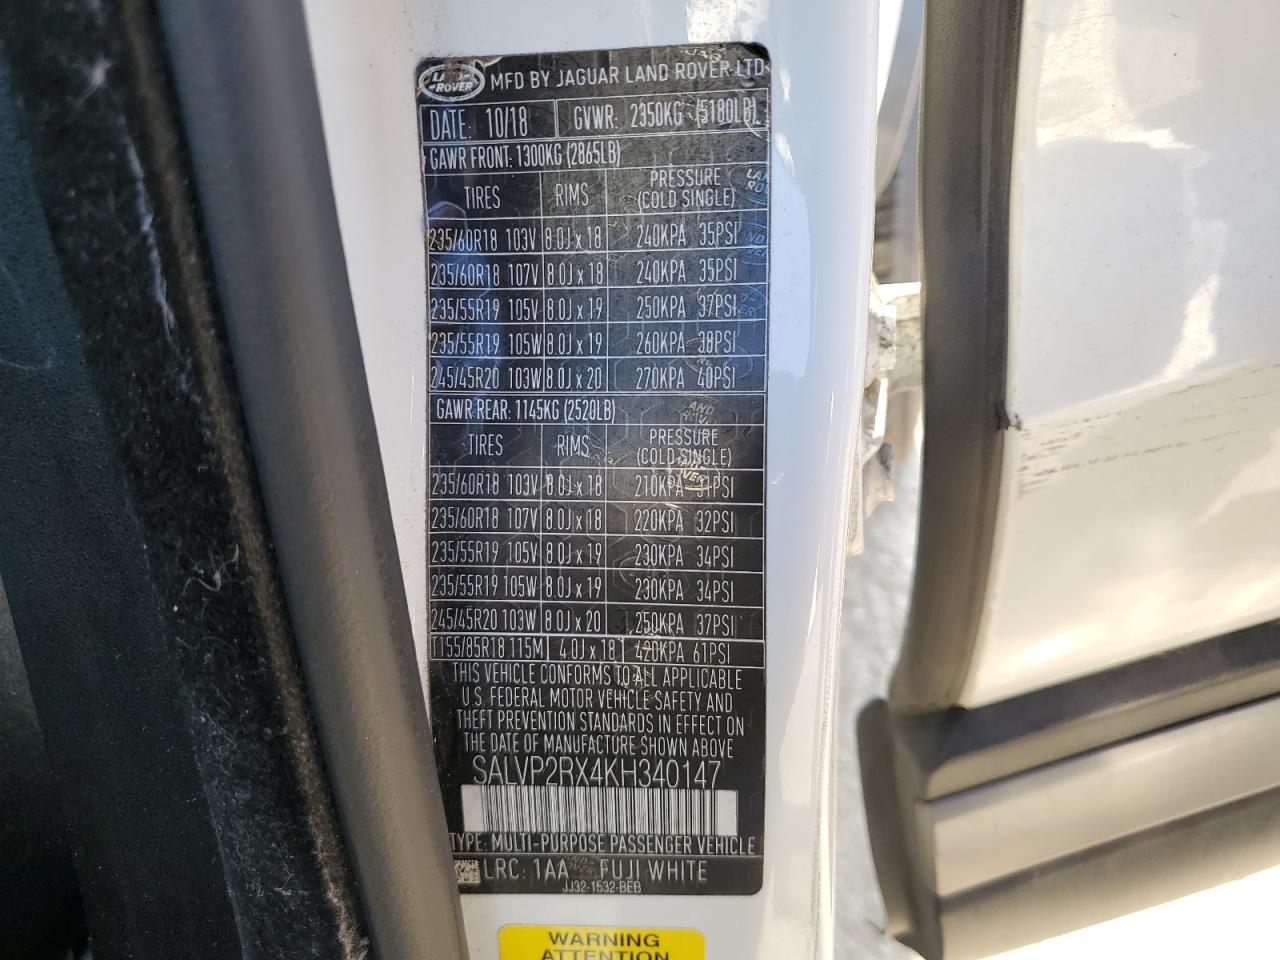 LAND ROVER MFD BY JAGUAR LAND ROVER LTD
DATE: 10/18 GVWR: 2350KG (5180LB)
GAWR FRONT: 1300KG (2865LB)
TIRES RIMS PRESSURE (COLD SINGLE)
235/60R18 103V 8.0J x 18 240KPA 35PSI
235/60R18 107V 8.0J x 18 240KPA 35PSI
235/55R19 105V 8.0J x 19 250KPA 37PSI
235/55R19 105W 8.0J x 19 260KPA 38PSI
245/45R20 103W 8.0J x 20 270KPA 40PSI
GAWR REAR: 1145KG (2520LB)
TIRES RIMS PRESSURE (COLD SINGLE)
235/60R18 103V 8.0J x 18 210KPA 31PSI
235/60R18 107V 8.0J x 18 220KPA 32PSI
235/55R19 105V 8.0J x 19 230KPA 34PSI
235/55R19 105W 8.0J x 19 230KPA 34PSI
245/45R20 103W 8.0J x 20 250KPA 37PSI
T155/85R18 115M 4.0J x 18 420KPA 61PSI
THIS VEHICLE CONFORMS TO ALL APPLICABLE
U.S. FEDERAL MOTOR VEHICLE SAFETY AND
THEFT PREVENTION STANDARDS IN EFFECT ON
THE DATE OF MANUFACTURE SHOWN ABOVE
SALVP2RX4KH340147
TYPE: MULTI-PURPOSE PASSENGER VEHICLE
LRC: 1AA FUJI WHITE
JJ32-1532-BEB
WARNING
ATTENTION